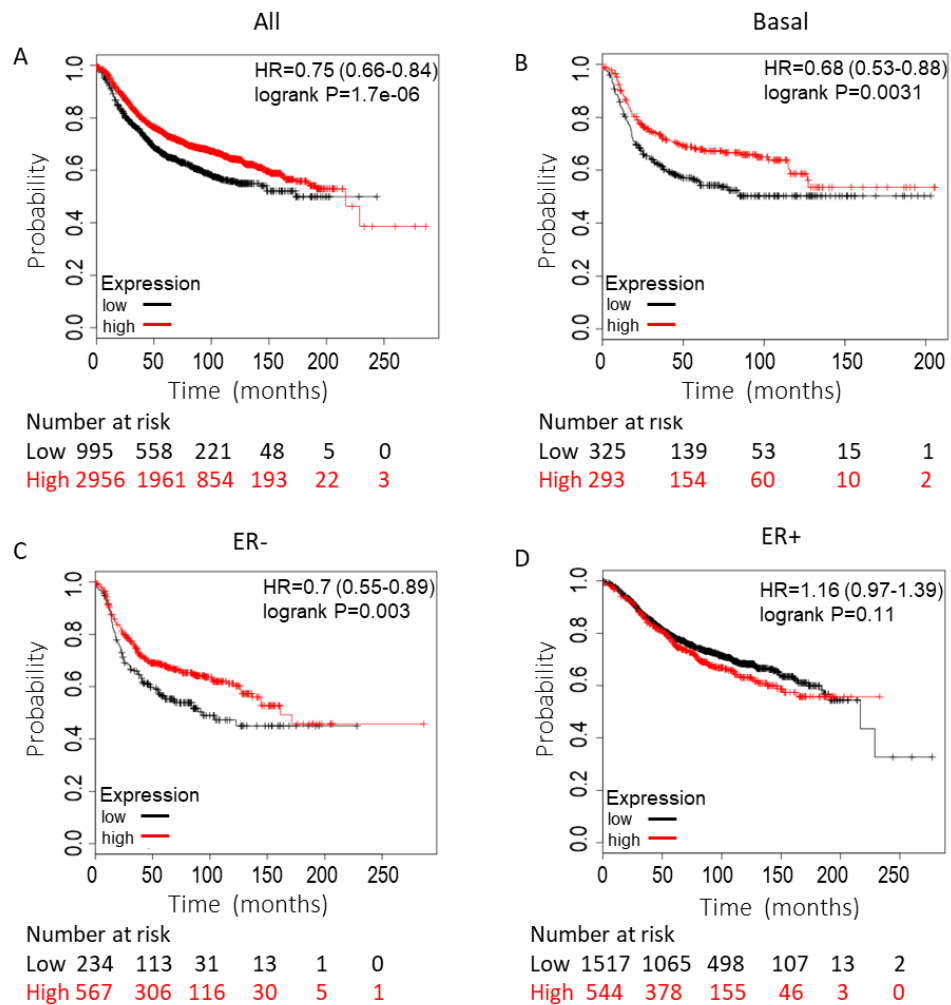 All
A
HR=0.75 (0.66-0.84)
logrank P=1.7e-06
Probability
1.0
0.8
0.6
0.4
0.2
0.0
Expression
low
high
0 50 100 150 200 250
Time (months)
Number at risk
Low 995 558 221 48 5 0
High 2956 1961 854 193 22 3
Basal
B
HR=0.68 (0.53-0.88)
logrank P=0.0031
Probability
1.0
0.8
0.6
0.4
0.2
0.0
Expression
low
high
0 50 100 150 200
Time (months)
Number at risk
Low 325 139 53 15 1
High 293 154 60 10 2
ER-
C
HR=0.7 (0.55-0.89)
logrank P=0.003
Probability
1.0
0.8
0.6
0.4
0.2
0.0
Expression
low
high
0 50 100 150 200 250
Time (months)
Number at risk
Low 234 113 31 13 1 0
High 567 306 116 30 5 1
ER+
D
HR=1.16 (0.97-1.39)
logrank P=0.11
Probability
1.0
0.8
0.6
0.4
0.2
0.0
Expression
low
high
0 50 100 150 200 250
Time (months)
Number at risk
Low 1517 1065 498 107 13 2
High 544 378 155 46 3 0